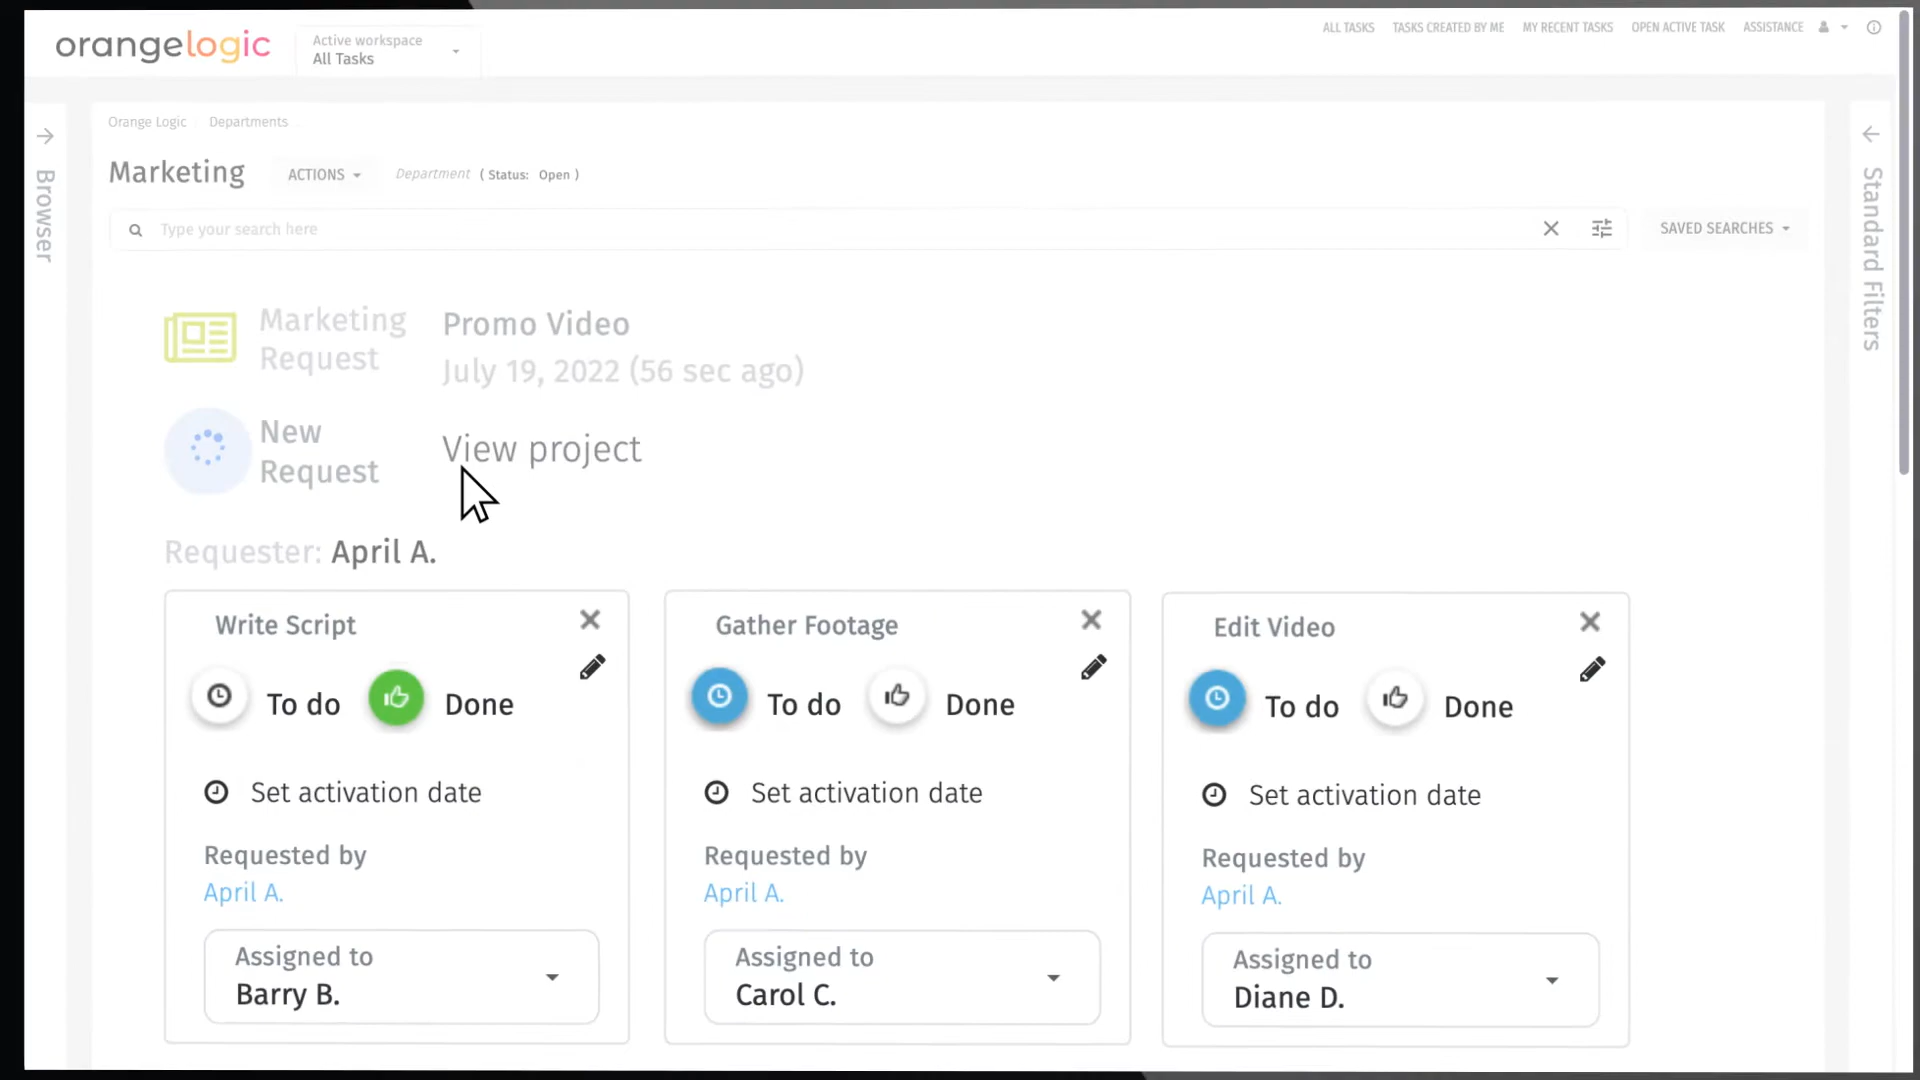 orangelogic
Active workspace
All Tasks
ALL TASKS TASKS CREATED BY ME MY RECENT TASKS OPEN ACTIVE TASK ASSISTANCE
Browser
Orange Logic Departments
Marketing ACTIONS Department ( Status: Open )
Type your search here
SAVED SEARCHES
Standard Filters
Marketing
Request
Promo Video
July 19, 2022 (56 sec ago)
New
Request
View project
Requester: April A.
Write Script
To do Done
Set activation date
Requested by
April A.
Assigned to
Barry B.
Gather Footage
To do Done
Set activation date
Requested by
April A.
Assigned to
Carol C.
Edit Video
To do Done
Set activation date
Requested by
April A.
Assigned to
Diane D.